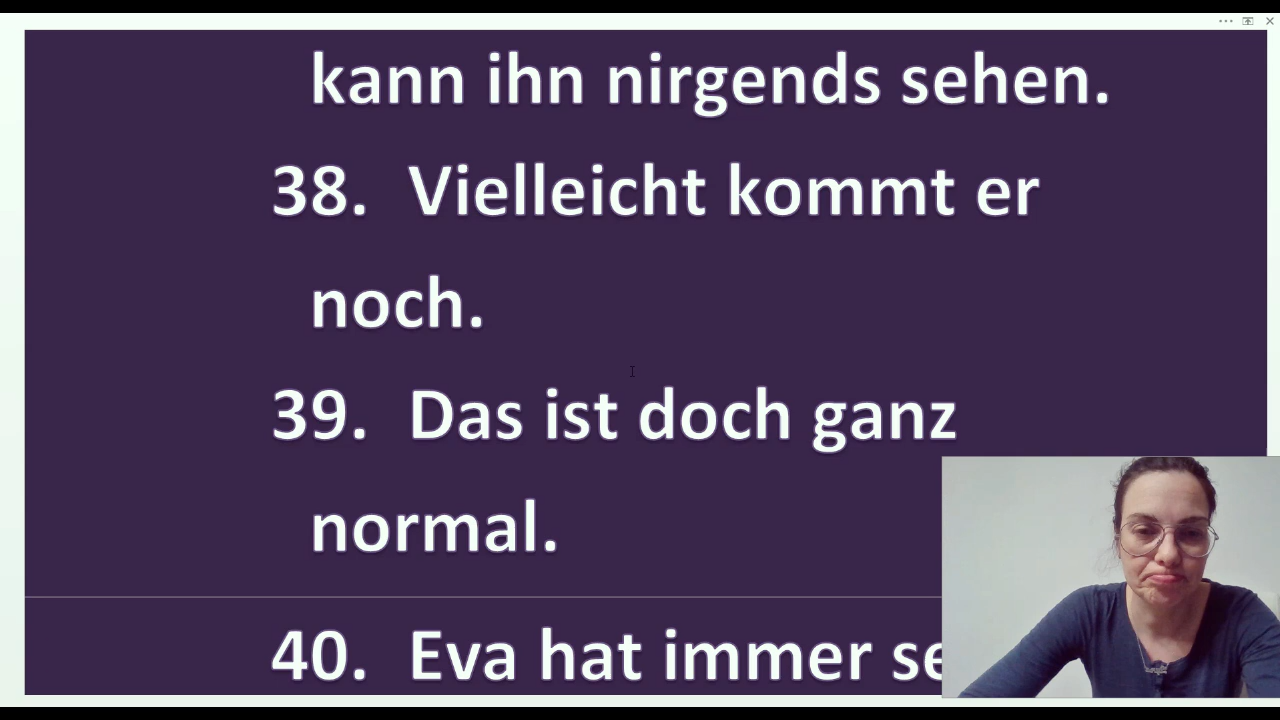 kann ihn nirgends sehen.
38. Vielleicht kommt er
noch.
39. Das ist doch ganz
normal.
40. Eva hat immer